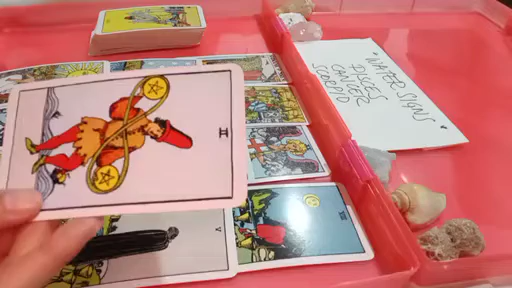 "WATER SIGNS"
PISCES
CANCER
SCORPIO
II
V